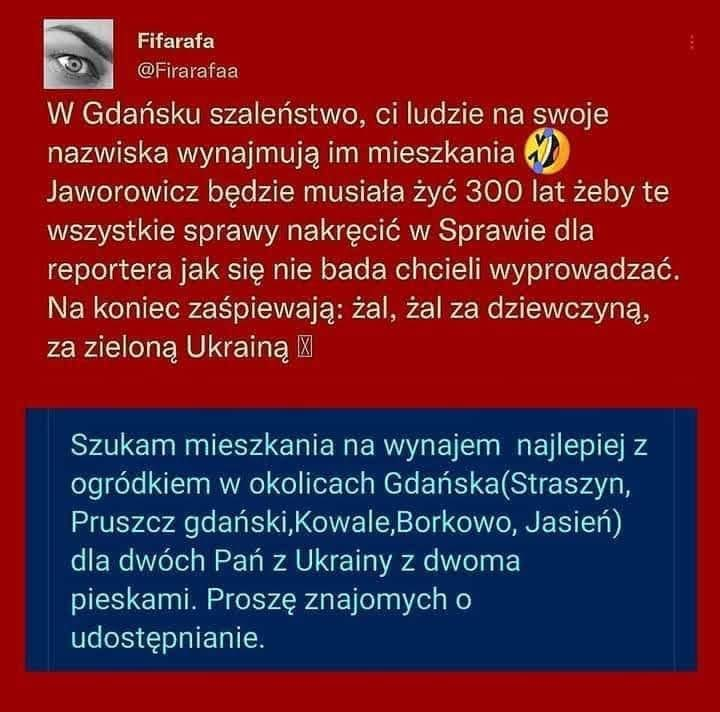 Fifarafa
@Firarafaa
W Gdańsku szaleństwo, ci ludzie na swoje
nazwiska wynajmują im mieszkania 🤣
Jaworowicz będzie musiała żyć 300 lat żeby te
wszystkie sprawy nakręcić w Sprawie dla
reportera jak się nie bada chcieli wyprowadzać.
Na koniec zaśpiewają: żal, żal za dziewczyną,
za zieloną Ukrainą
Szukam mieszkania na wynajem najlepiej z
ogródkiem w okolicach Gdańska(Straszyn,
Pruszcz gdański,Kowale,Borkowo, Jasień)
dla dwóch Pań z Ukrainy z dwoma
pieskami. Proszę znajomych o
udostępnianie.